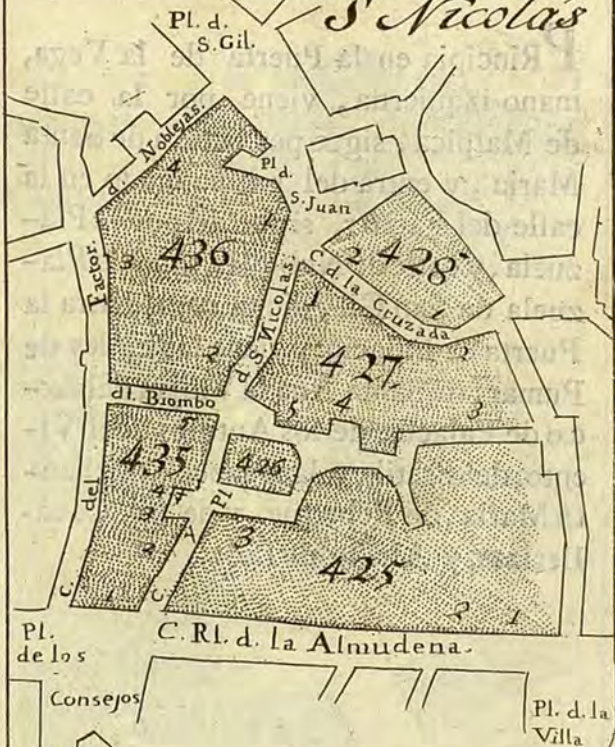 S Nicolás
Pl. d.
S. Gil.
d. Noblejas.
4
Pl d.
S. Juan
1
436
3
2
Factor.
2
428
1
C d la Cruzada
d S. Nicolas.
1
2
427.
5
4
3
dl. Biombo
5
435
426
4
3
2
1
Pl
A
del
C.
C
3
425
2
1
C. Rl. d. la Almudena.
Pl.
de los
Consejos
Pl. d. la
Villa